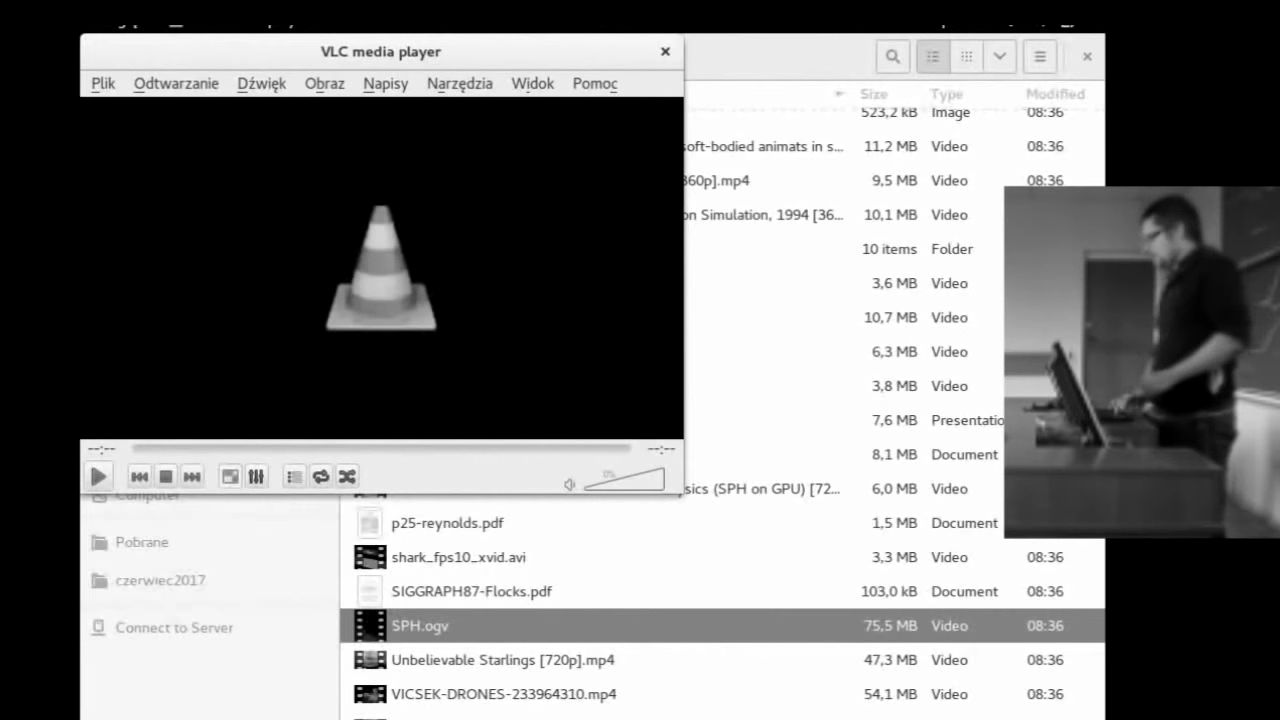 VLC media player
Plik Odtwarzanie Dźwięk Obraz Napisy Narzędzia Widok Pomoc
Size Type Modified
523,2 kB Image 08:36
soft-bodied animats in s... 11,2 MB Video 08:36
360p].mp4 9,5 MB Video 08:36
on Simulation, 1994 [36... 10,1 MB Video
10 items Folder
3,6 MB Video
10,7 MB Video
6,3 MB Video
3,8 MB Video
7,6 MB Presentatio
8,1 MB Document
--:-- --:--
0%
sics (SPH on GPU) [72... 6,0 MB Video
Computer
p25-reynolds.pdf 1,5 MB Document
Pobrane
shark_fps10_xvid.avi 3,3 MB Video 08:36
czerwiec2017
SIGGRAPH87-Flocks.pdf 103,0 kB Document 08:36
Connect to Server
SPH.ogv 75,5 MB Video 08:36
Unbelievable Starlings [720p].mp4 47,3 MB Video 08:36
VICSEK-DRONES-233964310.mp4 54,1 MB Video 08:36